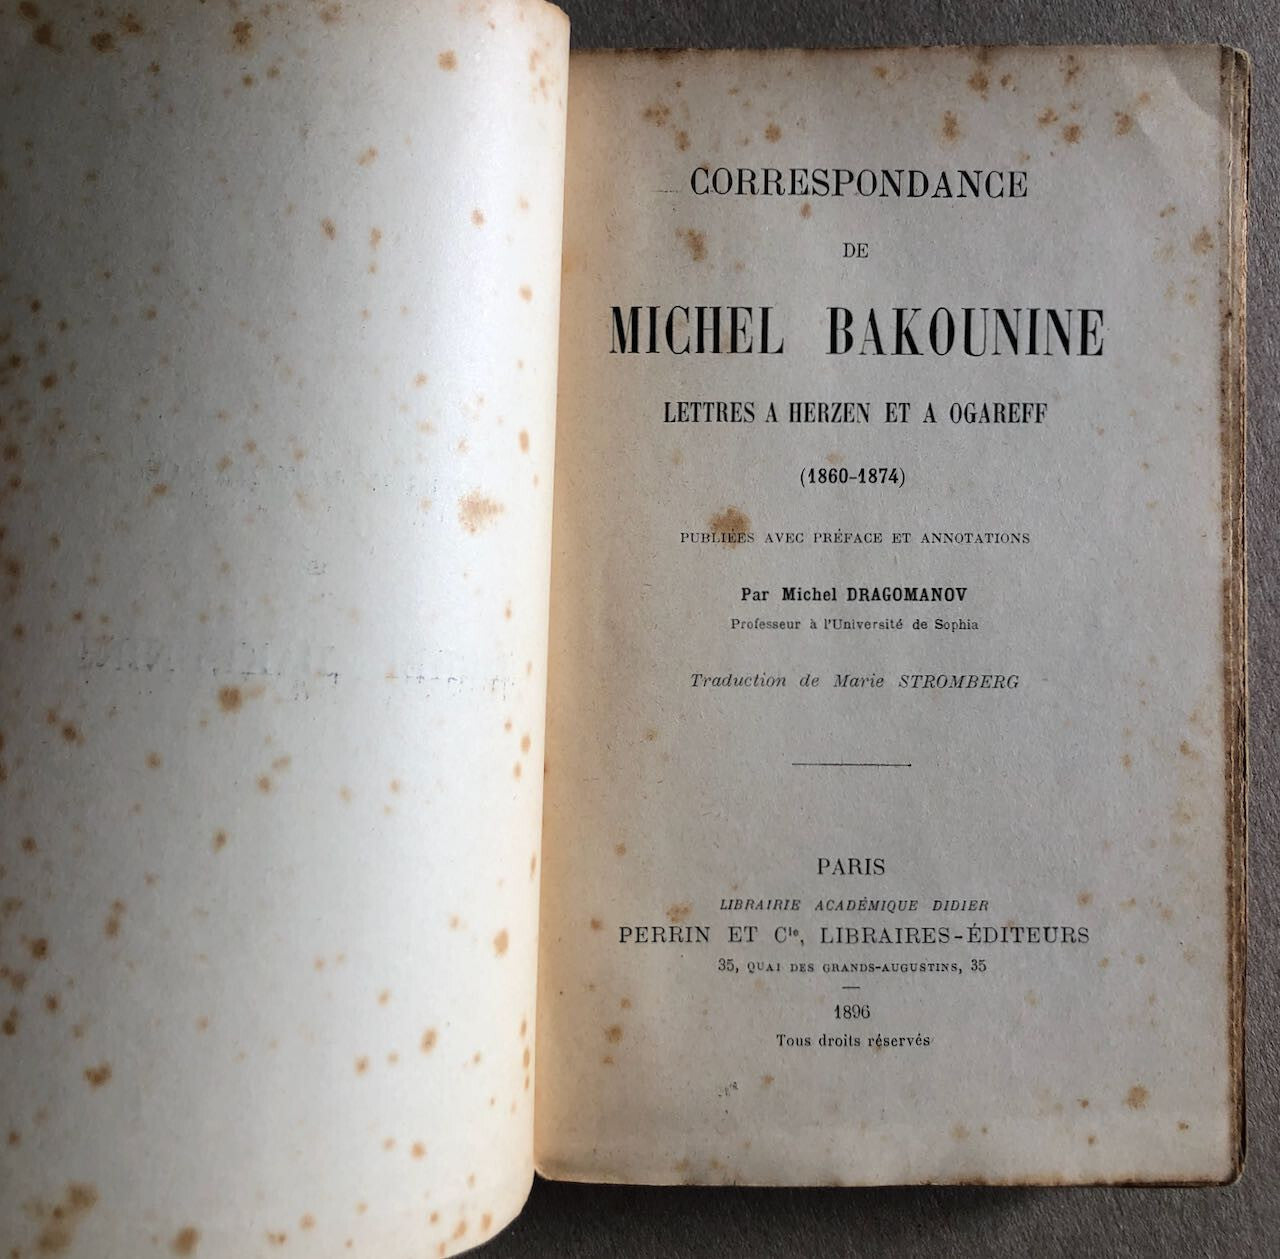 CORRESPONDANCE
DE
MICHEL BAKOUNINE
LETTRES A HERZEN ET A OGAREFF
(1860-1874)
PUBLIÉES AVEC PRÉFACE ET ANNOTATIONS
Par Michel DRAGOMANOV
Professeur à l'Université de Sophia
Traduction de Marie STROMBERG
PARIS
LIBRAIRIE ACADÉMIQUE DIDIER
PERRIN ET Cie, LIBRAIRES-ÉDITEURS
35, QUAI DES GRANDS-AUGUSTINS, 35
1896
Tous droits réservés